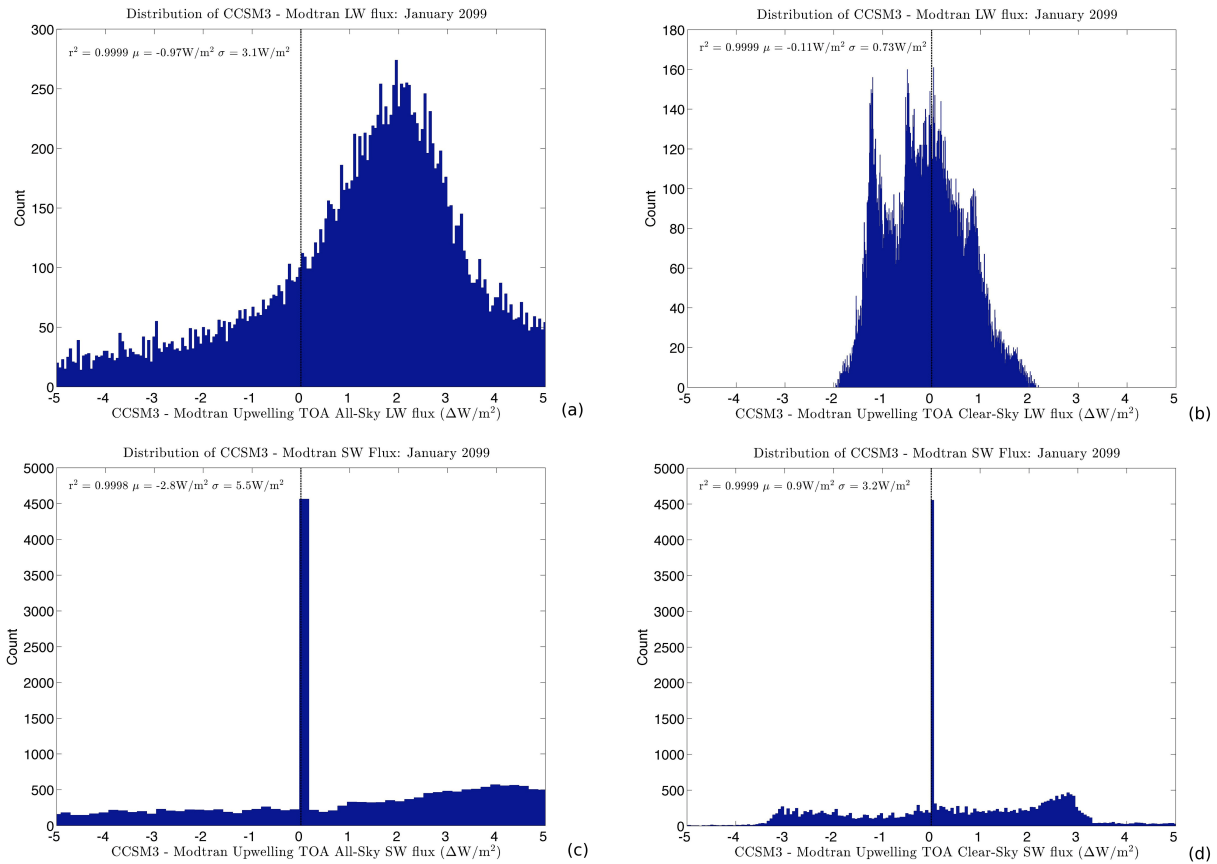 Distribution of CCSM3 - Modtran LW flux: January 2099
r² = 0.9999 μ = -0.97W/m² σ = 3.1W/m²
300
250
200
150
100
50
0
Count
-5 -4 -3 -2 -1 0 1 2 3 4 5
CCSM3 - Modtran Upwelling TOA All-Sky LW flux (ΔW/m²)
(a)
Distribution of CCSM3 - Modtran LW flux: January 2099
r² = 0.9999 μ = -0.11W/m² σ = 0.73W/m²
180
160
140
120
100
80
60
40
20
0
Count
-5 -4 -3 -2 -1 0 1 2 3 4 5
CCSM3 - Modtran Upwelling TOA Clear-Sky LW flux (ΔW/m²)
(b)
Distribution of CCSM3 - Modtran SW Flux: January 2099
r² = 0.9998 μ = -2.8W/m² σ = 5.5W/m²
5000
4500
4000
3500
3000
2500
2000
1500
1000
500
0
Count
-5 -4 -3 -2 -1 0 1 2 3 4 5
CCSM3 - Modtran Upwelling TOA All-Sky SW flux (ΔW/m²)
(c)
Distribution of CCSM3 - Modtran SW Flux: January 2099
r² = 0.9999 μ = 0.9W/m² σ = 3.2W/m²
5000
4500
4000
3500
3000
2500
2000
1500
1000
500
0
Count
-5 -4 -3 -2 -1 0 1 2 3 4 5
CCSM3 - Modtran Upwelling TOA Clear-Sky SW flux (ΔW/m²)
(d)